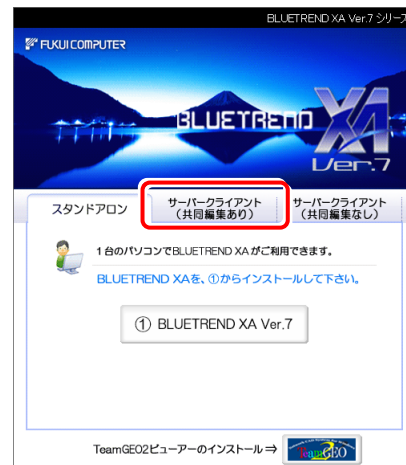 BLUETREND XA Ver.7 シリーズ
FUKUI COMPUTER
BLUETREND XA
Ver.7
スタンドアロン
サーバークライアント
（共同編集あり）
サーバークライアント
（共同編集なし）
1台のパソコンでBLUETREND XAがご利用できます。
BLUETREND XAを、①からインストールして下さい。
① BLUETREND XA Ver.7
TeamGEO2ビューアーのインストール⇒
TeamGEO